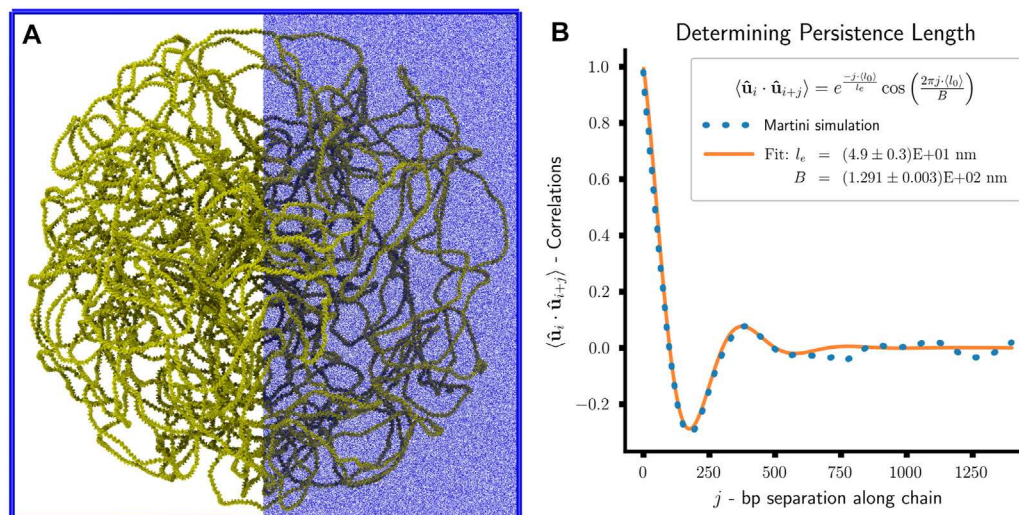 A
B
Determining Persistence Length
⟨û_i · û_{i+j}⟩ = e^{\frac{-j·⟨l_0⟩}{l_e}} cos(\frac{2πj·⟨l_0⟩}{B})
Martini simulation
Fit: l_e = (4.9 ± 0.3)E+01 nm
B = (1.291 ± 0.003)E+02 nm
⟨û_i · û_{i+j}⟩ - Correlations
1.0
0.8
0.6
0.4
0.2
0.0
−0.2
0 250 500 750 1000 1250
j - bp separation along chain